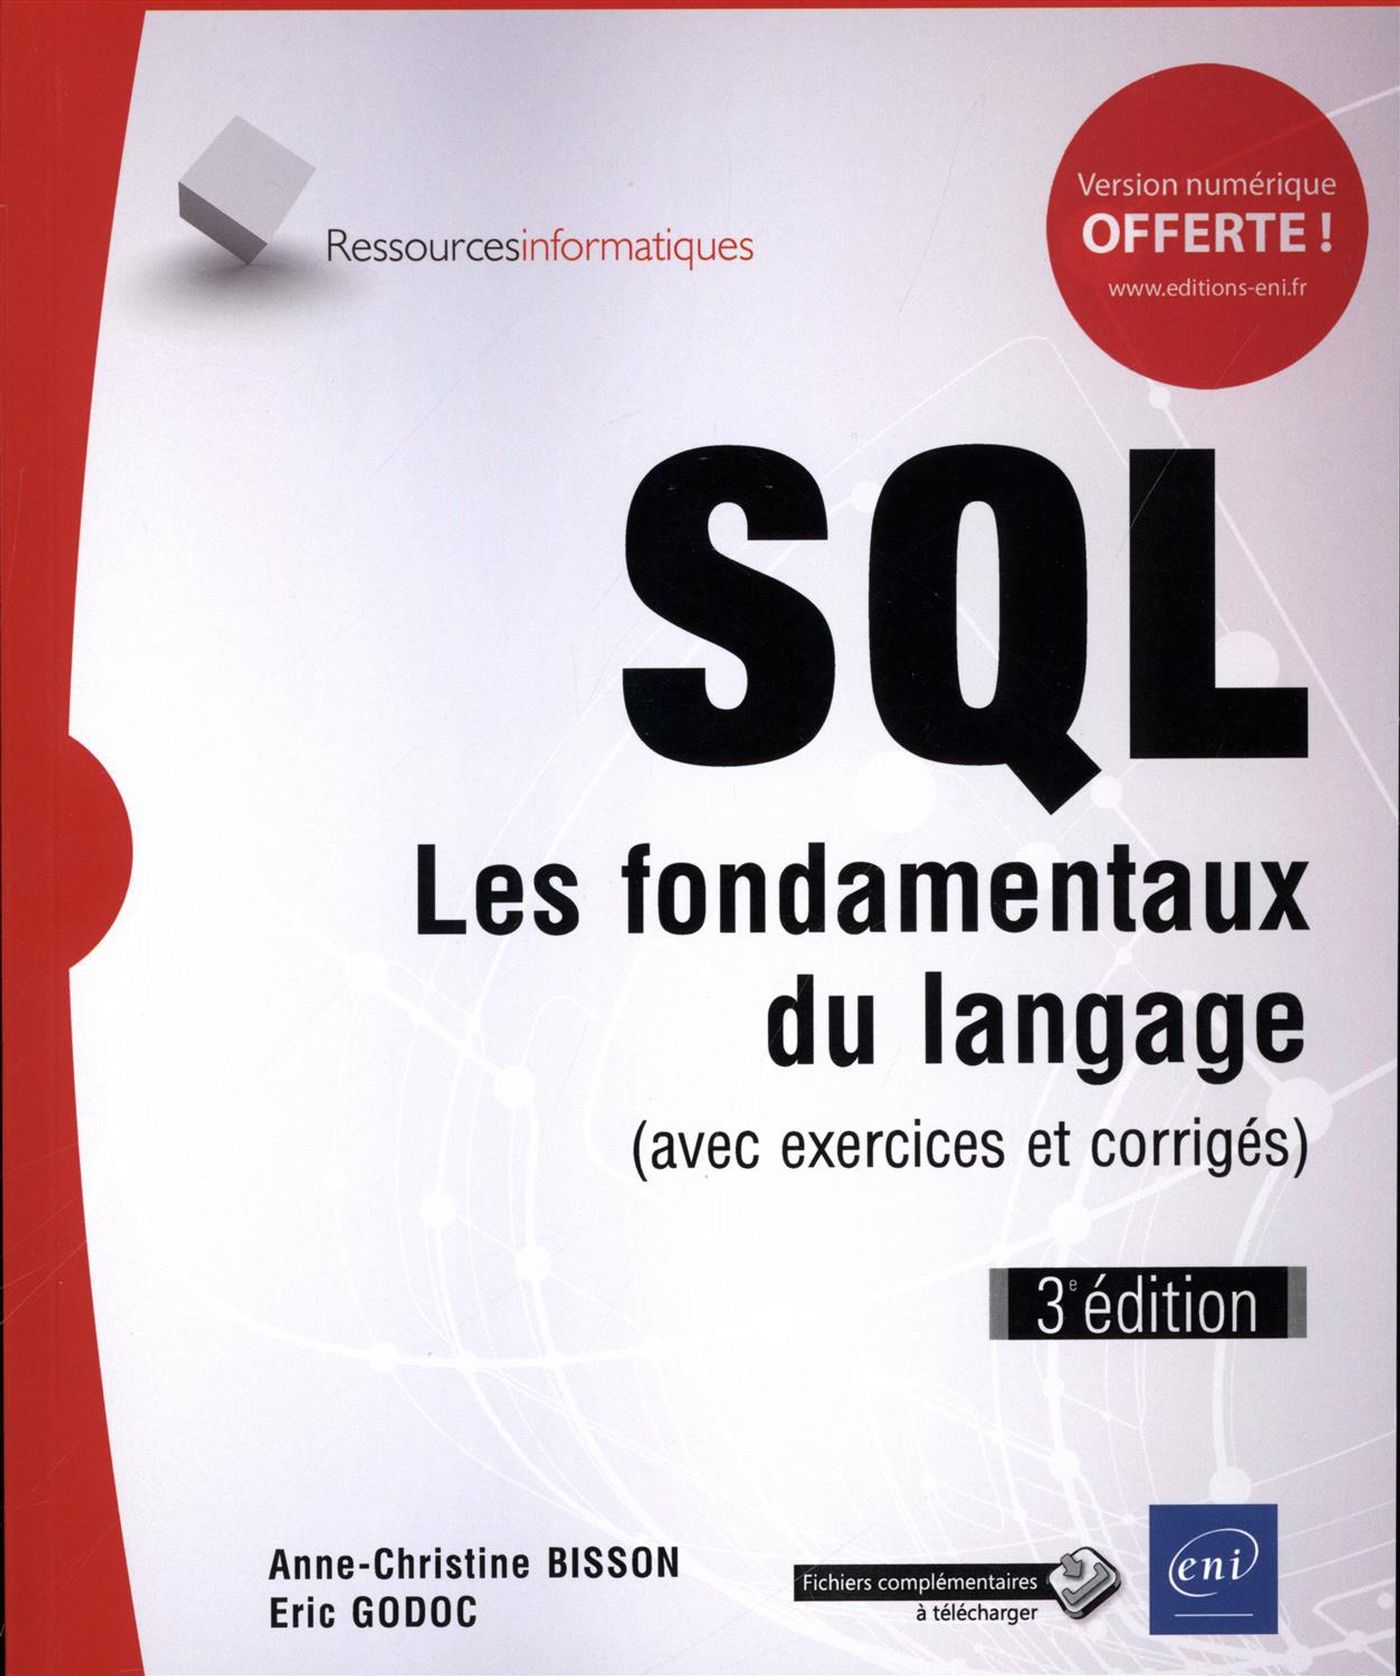 Ressourcesinformatiques
Version numérique
OFFERTE !
www.editions-eni.fr
SQL
Les fondamentaux
du langage
(avec exercices et corrigés)
3e édition
Anne-Christine BISSON
Eric GODOC
Fichiers complémentaires
à télécharger
eni